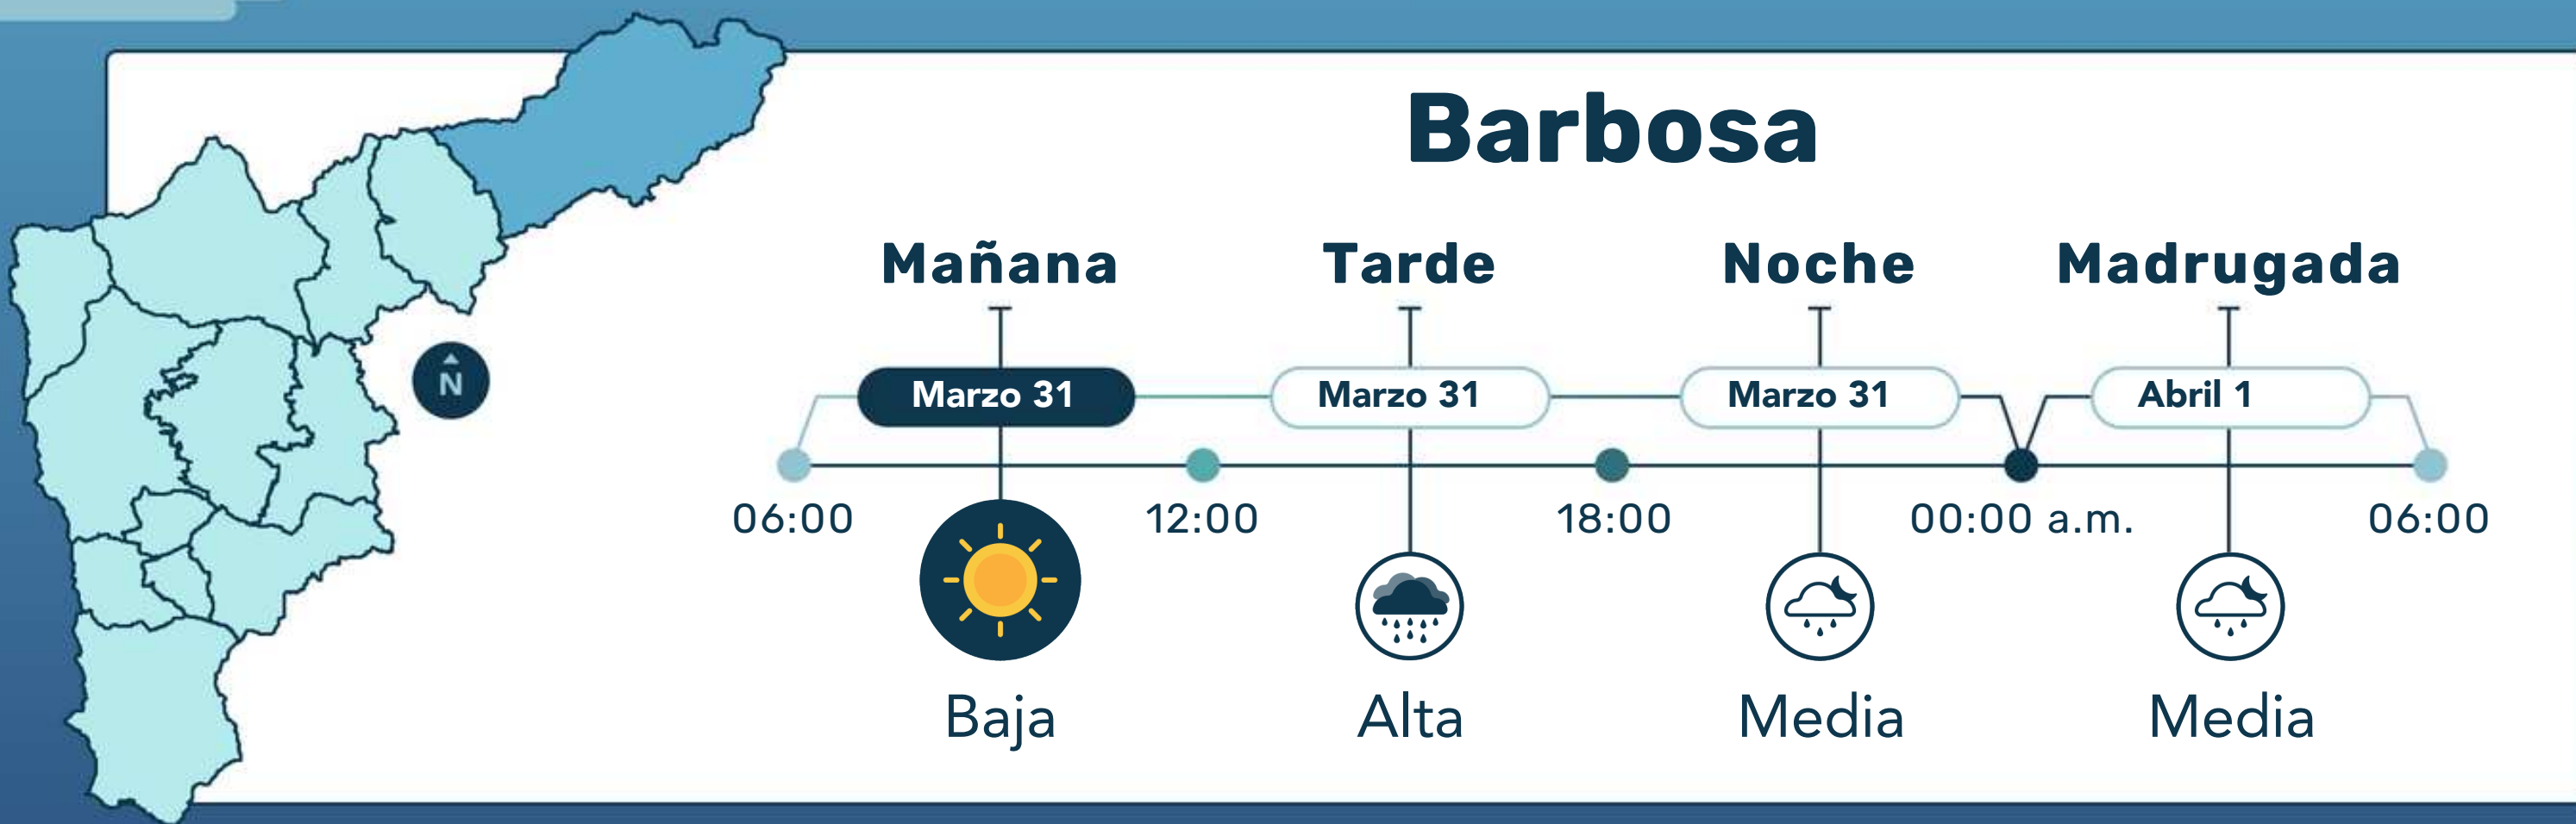 Barbosa
Mañana Tarde Noche Madrugada
N
Marzo 31 Marzo 31 Marzo 31 Abril 1
06:00 12:00 18:00 00:00 a.m. 06:00
Baja Alta Media Media